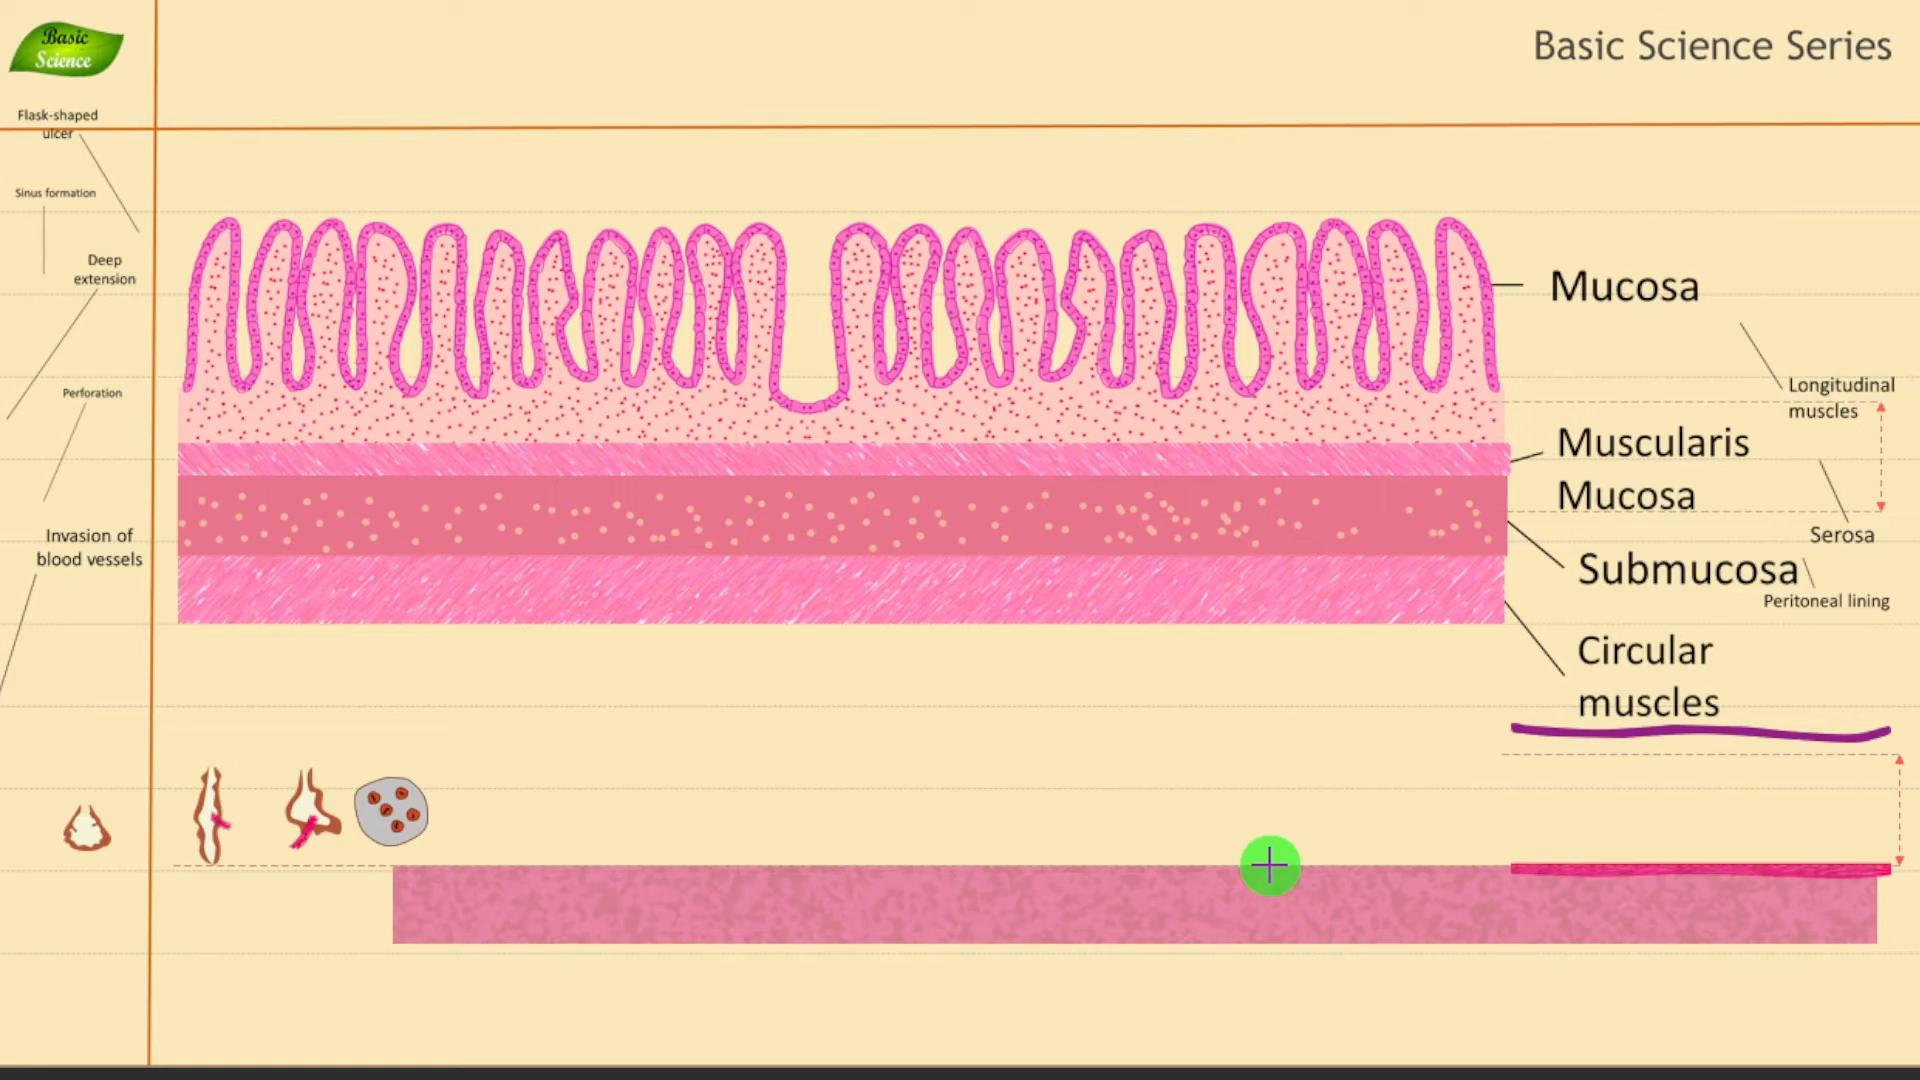 Basic
Science
Basic Science Series
Flask-shaped
ulcer
Sinus formation
Deep
extension
Perforation
Invasion of
blood vessels
Mucosa
Longitudinal
muscles
Muscularis
Mucosa
Serosa
Submucosa
Peritoneal lining
Circular
muscles